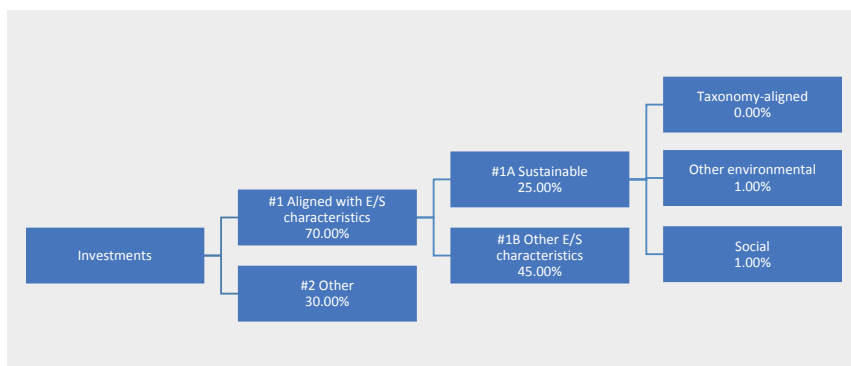 Investments
#1 Aligned with E/S
characteristics
70.00%
#2 Other
30.00%
#1A Sustainable
25.00%
#1B Other E/S
characteristics
45.00%
Taxonomy-aligned
0.00%
Other environmental
1.00%
Social
1.00%